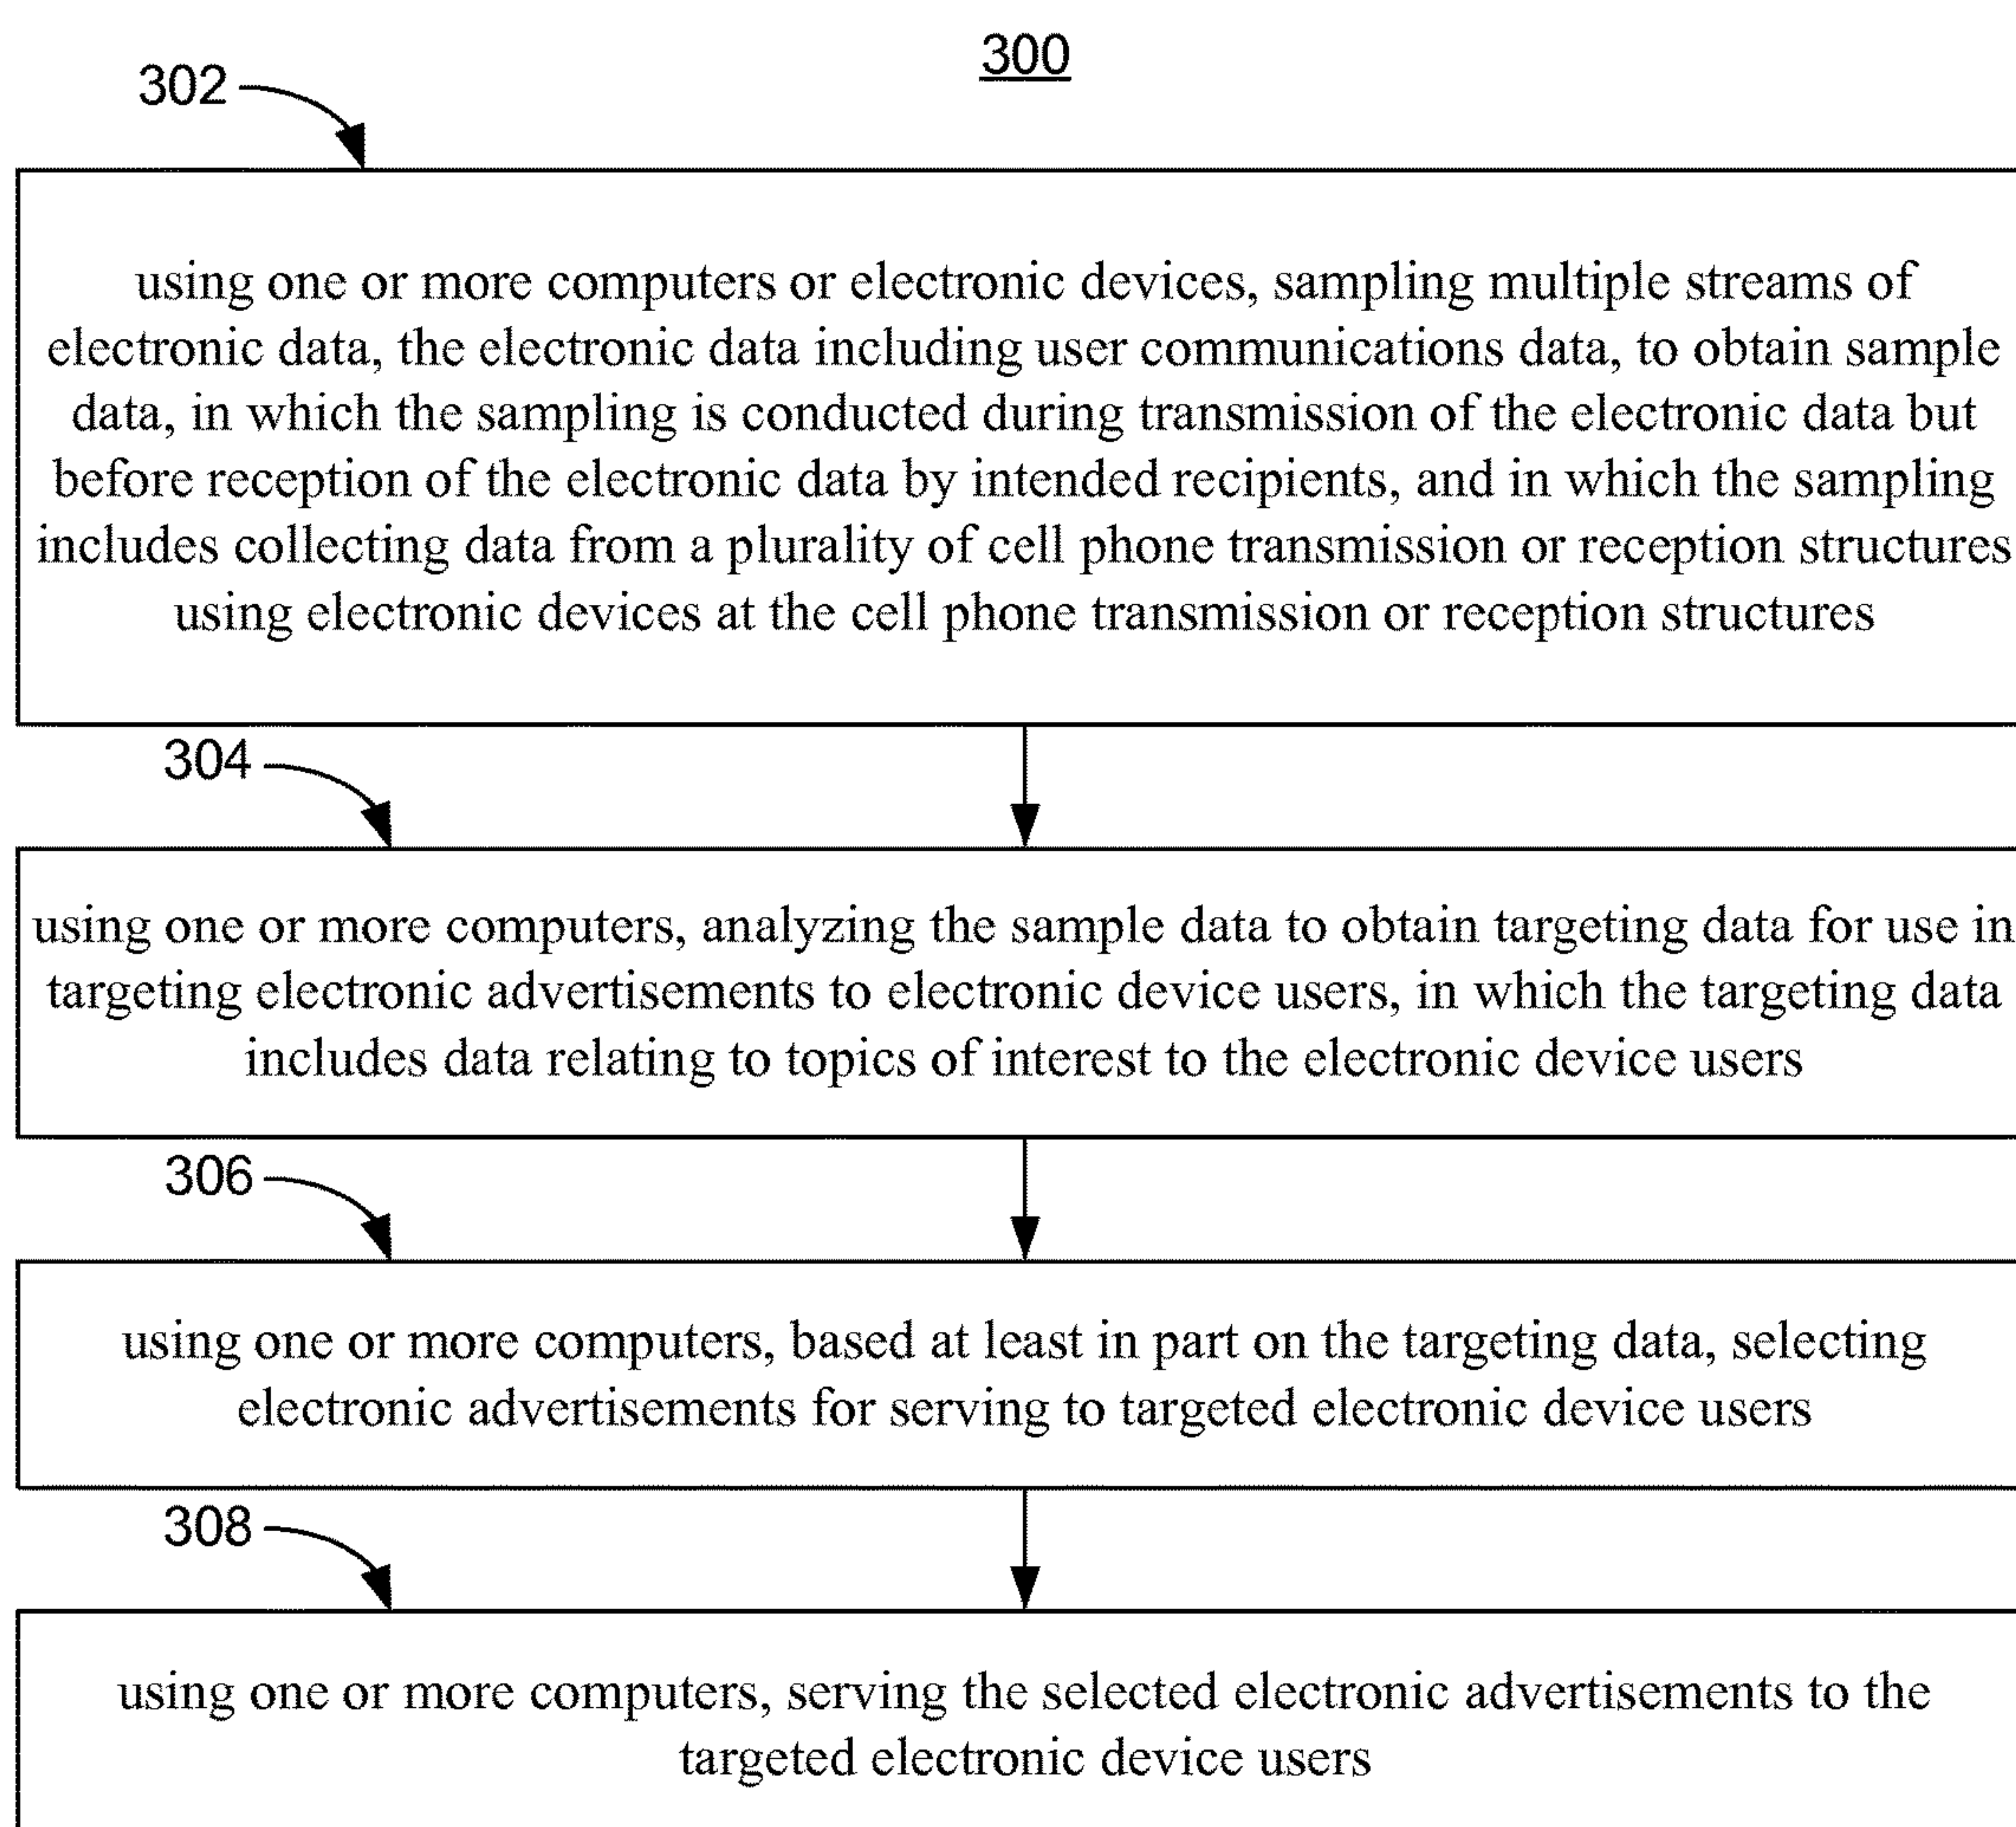 300
302
using one or more computers or electronic devices, sampling multiple streams of
electronic data, the electronic data including user communications data, to obtain sample
data, in which the sampling is conducted during transmission of the electronic data but
before reception of the electronic data by intended recipients, and in which the sampling
includes collecting data from a plurality of cell phone transmission or reception structures
using electronic devices at the cell phone transmission or reception structures
304
using one or more computers, analyzing the sample data to obtain targeting data for use in
targeting electronic advertisements to electronic device users, in which the targeting data
includes data relating to topics of interest to the electronic device users
306
using one or more computers, based at least in part on the targeting data, selecting
electronic advertisements for serving to targeted electronic device users
308
using one or more computers, serving the selected electronic advertisements to the
targeted electronic device users